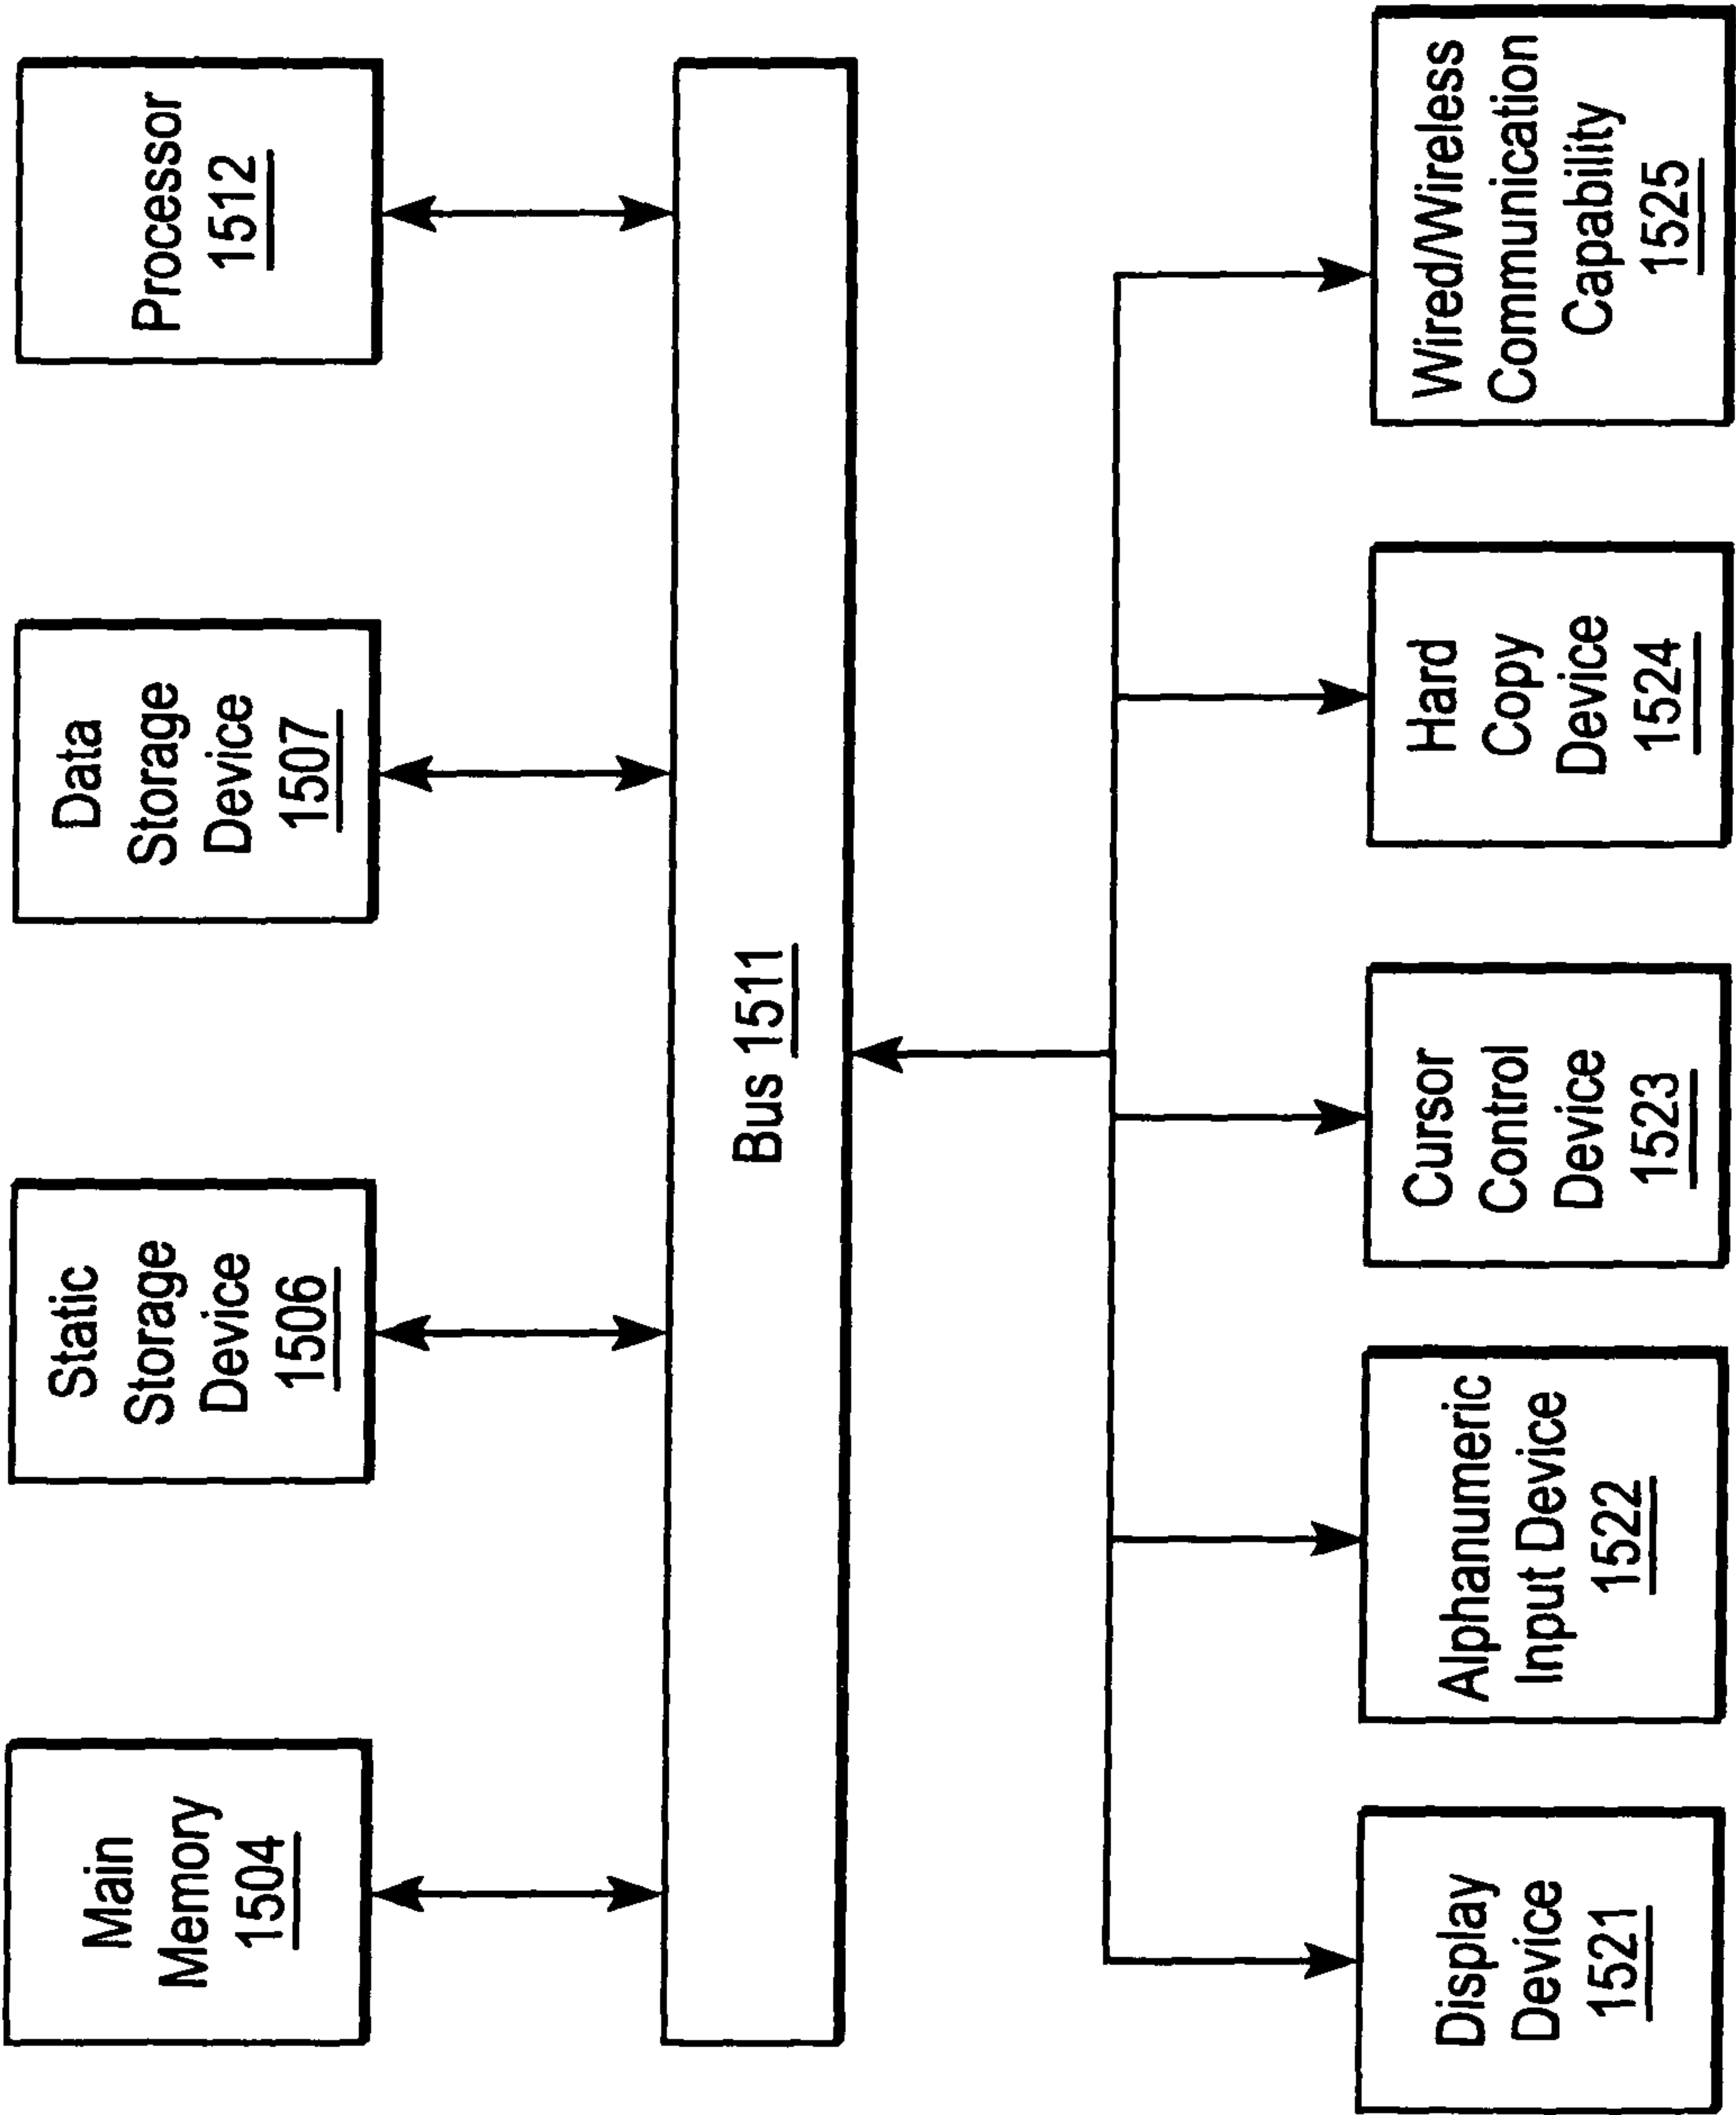 Main
Memory
1504
Static
Storage
Device
1506
Data
Storage
Device
1507
Processor
1512
Bus 1511
Display
Device
1521
Alphanumeric
Input Device
1522
Cursor
Control
Device
1523
Hard
Copy
Device
1524
Wired/Wireless
Communication
Capability
1525